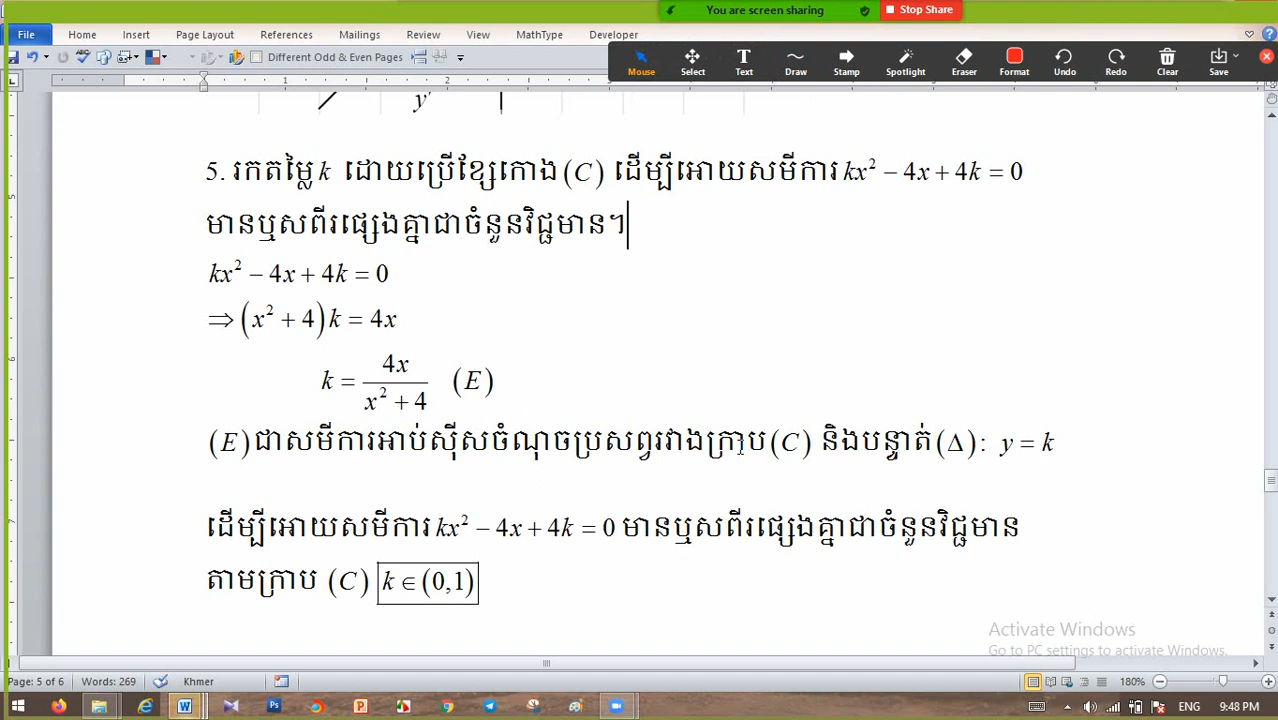 You are screen sharing
Stop Share
File Home Insert Page Layout References Mailings Review View MathType Developer
Different Odd & Even Pages
Mouse Select Text Draw Stamp Spotlight Eraser Format Undo Redo Clear Save
1 2
y'
5. រកតម្លៃ k ដោយប្រើខ្សែកោង (C) ដើម្បីអោយសមីការ kx² − 4x + 4k = 0
មានឬសពីរផ្សេងគ្នាជាចំនួនវិជ្ជមាន។
kx² − 4x + 4k = 0
⇒ (x² + 4)k = 4x
k = 4x / (x² + 4) (E)
(E) ជាសមីការអាប់ស៊ីសចំណុចប្រសព្វរវាងក្រាប (C) និងបន្ទាត់ (Δ): y = k
ដើម្បីអោយសមីការ kx² − 4x + 4k = 0 មានឬសពីរផ្សេងគ្នាជាចំនួនវិជ្ជមាន
តាមក្រាប (C) k ∈ (0,1)
Activate Windows
Go to PC settings to activate Windows.
Page: 5 of 6 Words: 269 Khmer 180%
ENG 9:48 PM